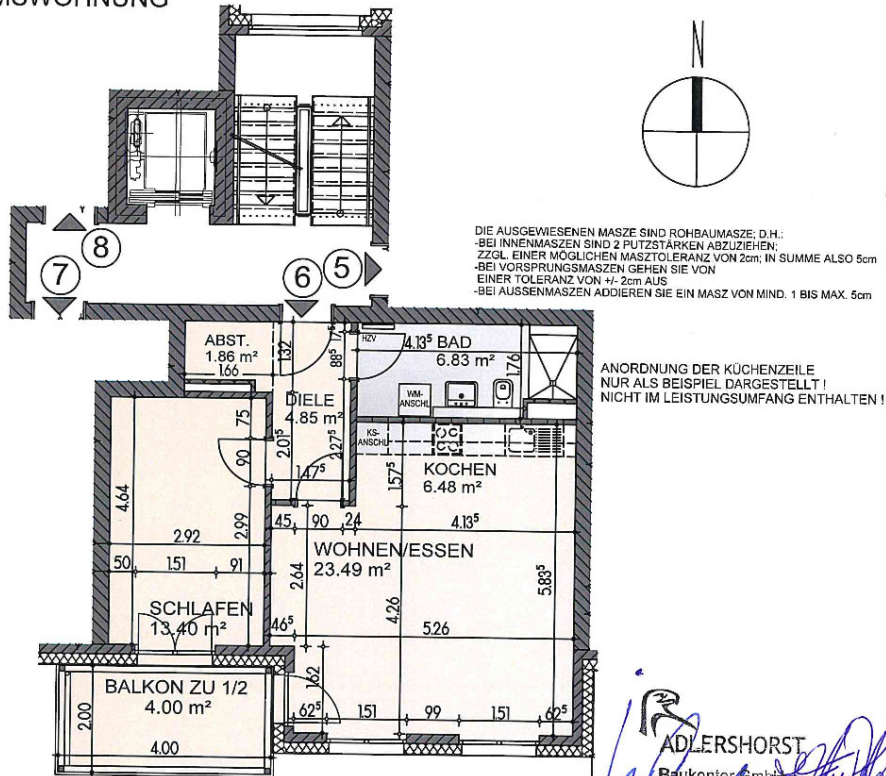 N
DIE AUSGEWIESENEN MASZE SIND ROHBAUMASZE; D.H.:
-BEI INNENMASZEN SIND 2 PUTZSTÄRKEN ABZUZIEHEN;
ZZGL. EINER MÖGLICHEN MASZTOLERANZ VON 2cm; IN SUMME ALSO 5cm
-BEI VORSPRUNGSMASZEN GEHEN SIE VON
EINER TOLERANZ VON +/- 2cm AUS
-BEI AUSSENMASZEN ADDIEREN SIE EIN MASZ VON MIND. 1 BIS MAX. 5cm
8
7
6
5
ABST.
1.86 m²
1.66
1.32
88⁵
HZV
4.13⁵
BAD
6.83 m²
1.76
ANORDNUNG DER KÜCHENZEILE
NUR ALS BEISPIEL DARGESTELLT !
NICHT IM LEISTUNGSUMFANG ENTHALTEN !
DIELE
4.85 m²
WM-
ANSCHL
75
90
2.01⁵
2.27⁵
KS-
ANSCHL
1.47⁵
1.57⁵
KOCHEN
6.48 m²
4.64
2.99
2.92
45
90
24
4.13⁵
50
1.51
91
WOHNEN/ESSEN
23.49 m²
2.64
4.26
5.83⁵
SCHLAFEN
13.40 m²
46⁵
5.26
1.62
BALKON ZU 1/2
4.00 m²
2.00
4.00
62⁵
1.51
99
1.51
62⁵
ADLERSHORST